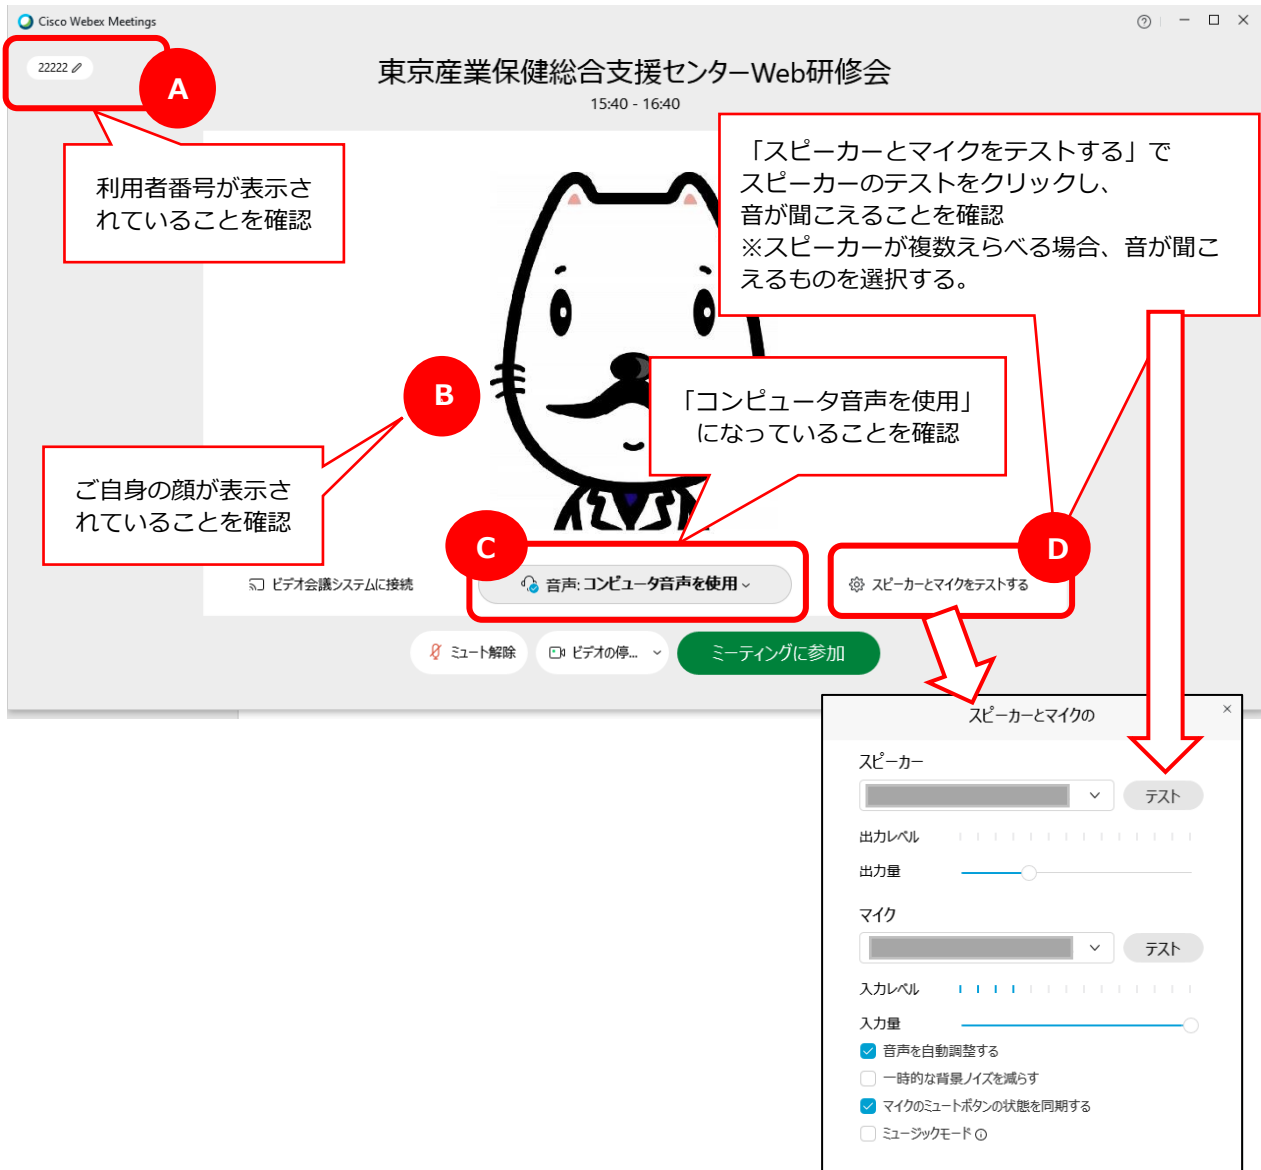 Cisco Webex Meetings
22222
A
東京産業保健総合支援センターWeb研修会
15:40 - 16:40
利用者番号が表示さ
れていることを確認
「スピーカーとマイクをテストする」で
スピーカーのテストをクリックし、
音が聞こえることを確認
※スピーカーが複数えらべる場合、音が聞こ
えるものを選択する。
B
「コンピュータ音声を使用」
になっていることを確認
ご自身の顔が表示さ
れていることを確認
C
D
ビデオ会議システムに接続
音声: コンピュータ音声を使用
スピーカーとマイクをテストする
ミュート解除
ビデオの停...
ミーティングに参加
スピーカーとマイクの
スピーカー
テスト
出力レベル
出力量
マイク
テスト
入力レベル
入力量
音声を自動調整する
一時的な背景ノイズを減らす
マイクのミュートボタンの状態を同期する
ミュージックモード